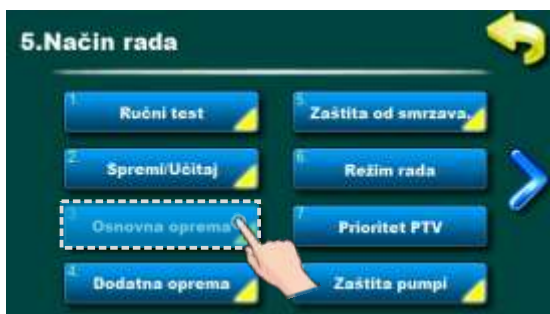 5.Način rada
1.
Ručni test
2.
Spremi/Učitaj
3.
Osnovna oprema
4.
Dodatna oprema
5.
Zaštita od smrzava.
6.
Režim rada
7.
Prioritet PTV
Zaštita pumpi